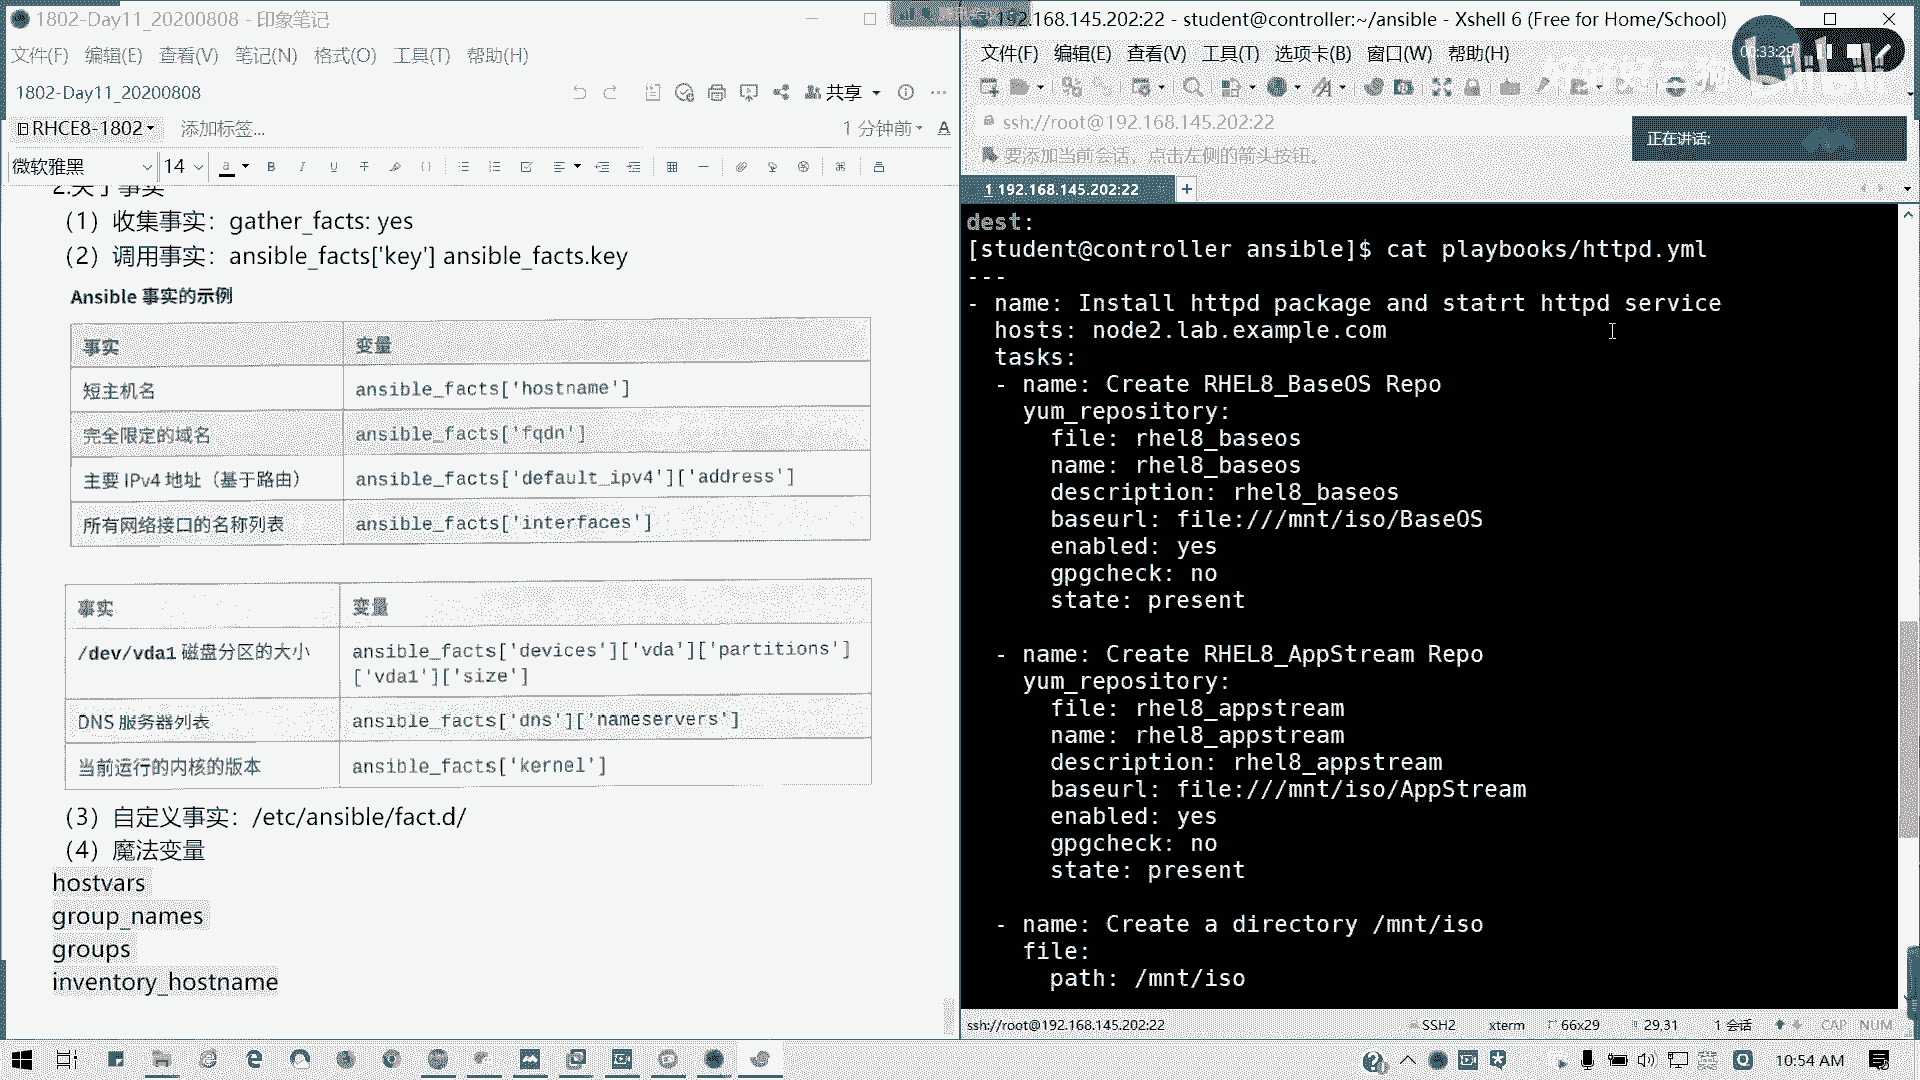 1802-Day11_20200808 - 印象笔记
文件(F) 编辑(E) 查看(V) 笔记(N) 格式(O) 工具(T) 帮助(H)
1802-Day11_20200808
共享
RHCE8-1802 添加标签...
1 分钟前
微软雅黑 14
2.关于事实
（1）收集事实：gather_facts: yes
（2）调用事实：ansible_facts['key'] ansible_facts.key
Ansible 事实的示例
事实 变量
短主机名 ansible_facts['hostname']
完全限定的域名 ansible_facts['fqdn']
主要 IPv4 地址（基于路由） ansible_facts['default_ipv4']['address']
所有网络接口的名称列表 ansible_facts['interfaces']
事实 变量
/dev/vda1 磁盘分区的大小 ansible_facts['devices']['vda']['partitions']
['vda1']['size']
DNS 服务器列表 ansible_facts['dns']['nameservers']
当前运行的内核的版本 ansible_facts['kernel']
（3）自定义事实：/etc/ansible/fact.d/
（4）魔法变量
hostvars
group_names
groups
inventory_hostname
192.168.145.202:22 - student@controller:~/ansible - Xshell 6 (Free for Home/School)
文件(F) 编辑(E) 查看(V) 工具(T) 选项卡(B) 窗口(W) 帮助(H)
00:33:29
ssh://root@192.168.145.202:22
正在讲话:
要添加当前会话，点击左侧的箭头按钮。
1 192.168.145.202:22
dest:
[student@controller ansible]$ cat playbooks/httpd.yml
---
- name: Install httpd package and statrt httpd service
hosts: node2.lab.example.com
tasks:
- name: Create RHEL8_BaseOS Repo
yum_repository:
file: rhel8_baseos
name: rhel8_baseos
description: rhel8_baseos
baseurl: file:///mnt/iso/BaseOS
enabled: yes
gpgcheck: no
state: present
- name: Create RHEL8_AppStream Repo
yum_repository:
file: rhel8_appstream
name: rhel8_appstream
description: rhel8_appstream
baseurl: file:///mnt/iso/AppStream
enabled: yes
gpgcheck: no
state: present
- name: Create a directory /mnt/iso
file:
path: /mnt/iso
ssh://root@192.168.145.202:22 SSH2 xterm 66x29 29,31 1 会话 CAP NUM
10:54 AM